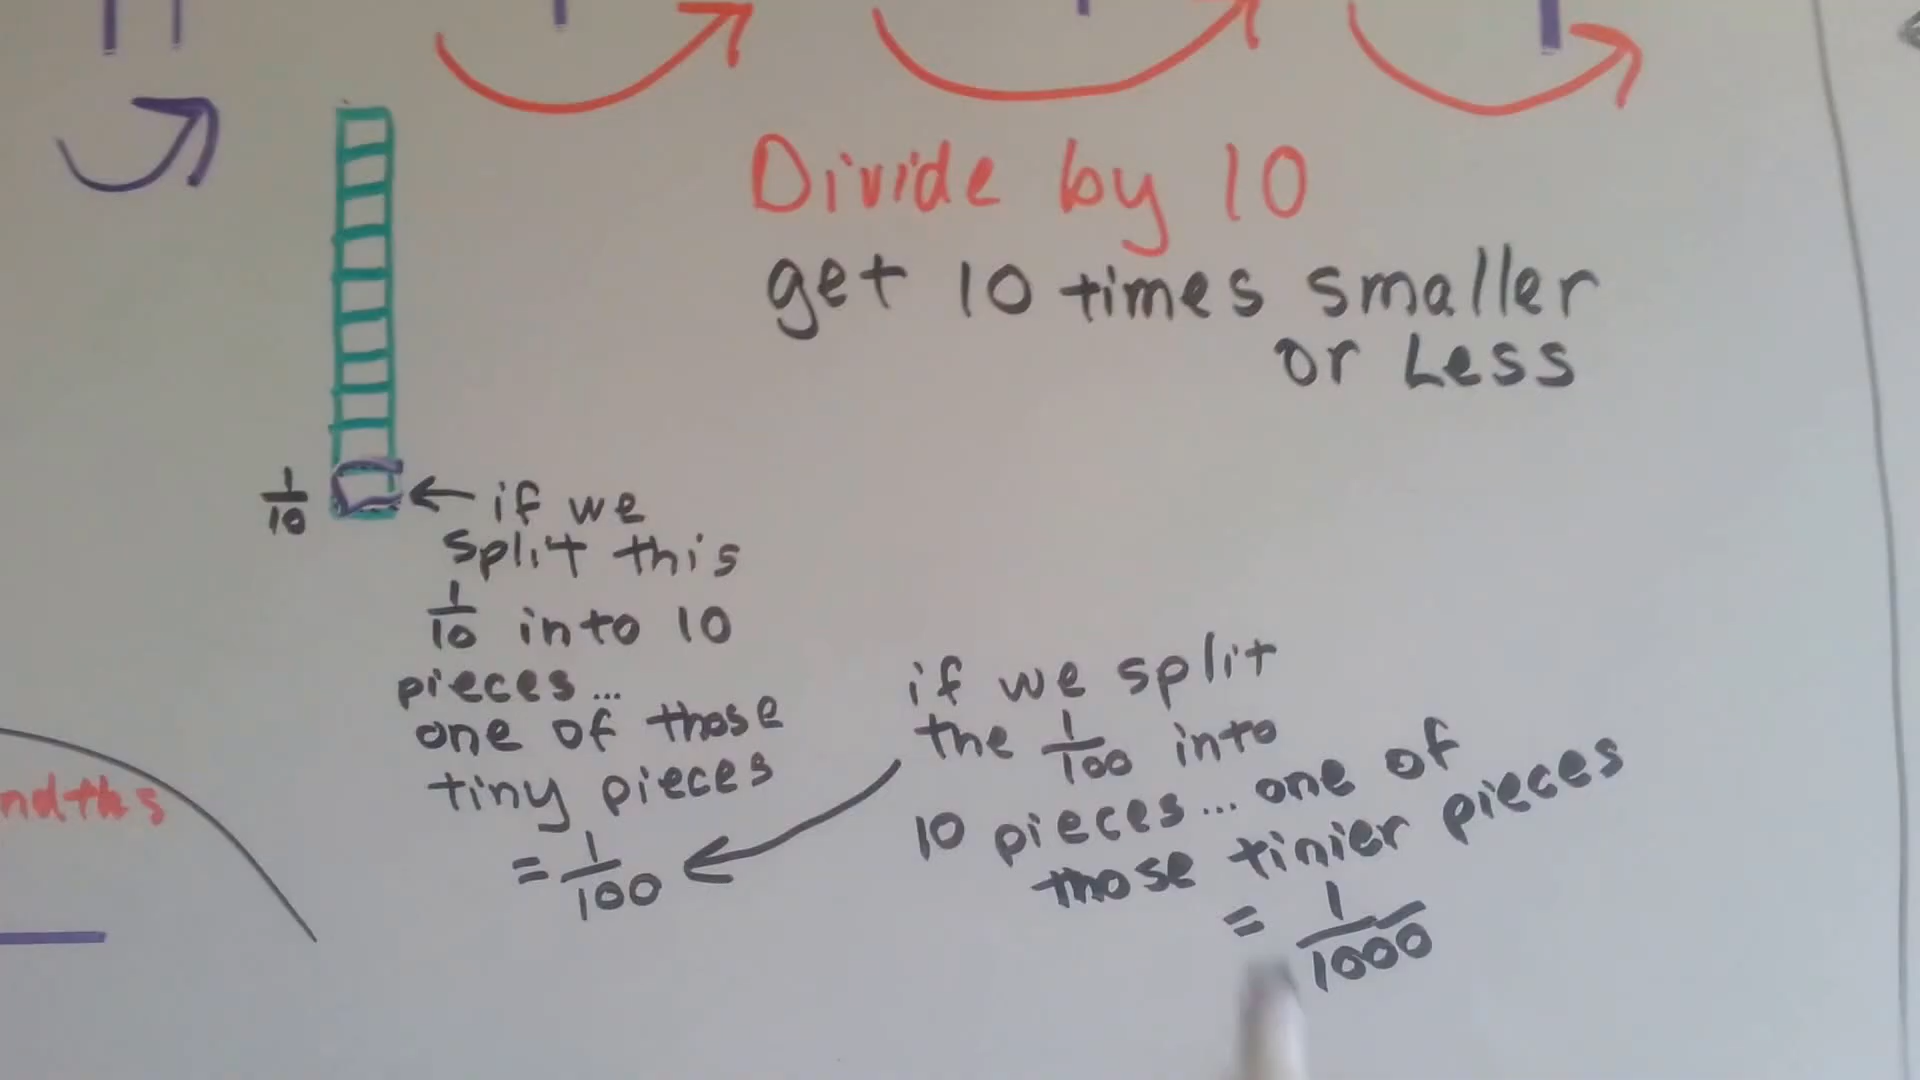 Divide by 10
get 10 times smaller
or Less
1/10
if we
split this
1/10 into 10
pieces...
one of those
tiny pieces
= 1/100
if we split
the 1/100 into
10 pieces... one of
those tinier pieces
= 1/1000
ndths